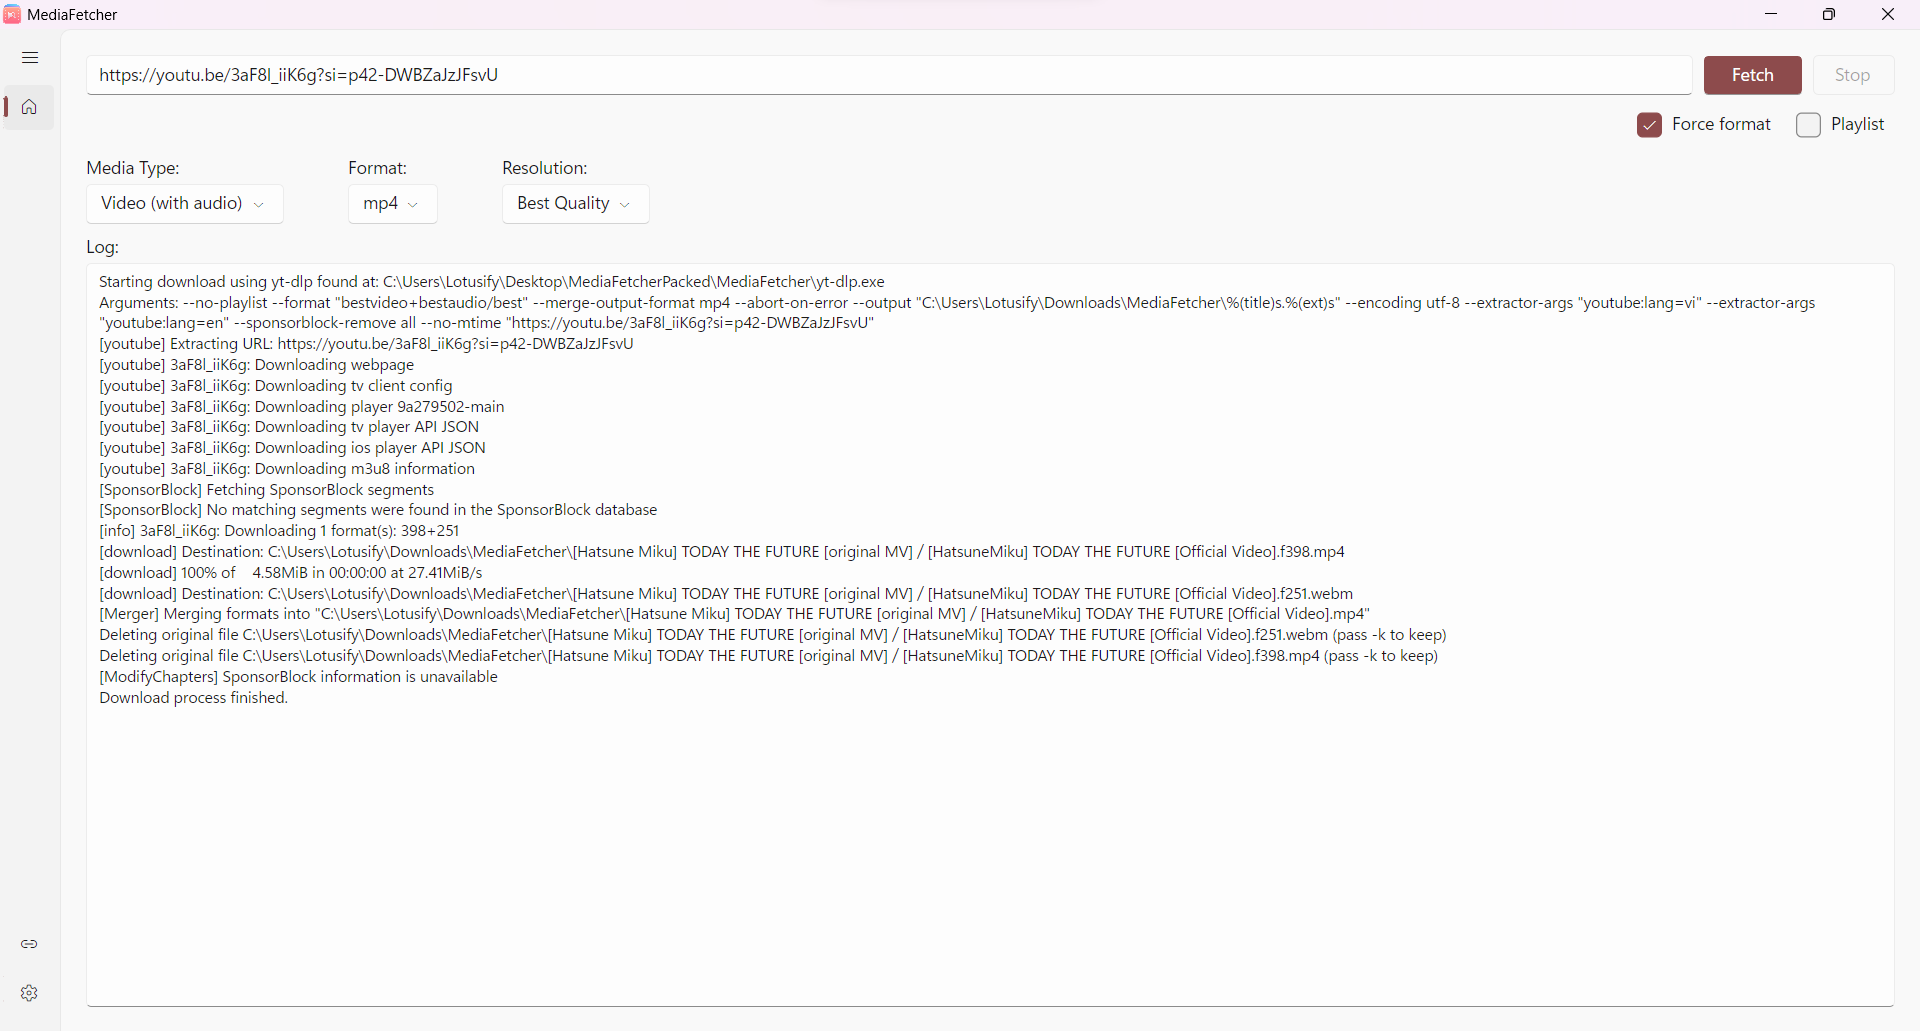 MediaFetcher
https://youtu.be/3aF8l_iiK6g?si=p42-DWBZaJzJFsvU
Fetch
Stop
Force format
Playlist
Media Type:
Format:
Resolution:
Video (with audio)
mp4
Best Quality
Log:
Starting download using yt-dlp found at: C:\Users\Lotusify\Desktop\MediaFetcherPacked\MediaFetcher\yt-dlp.exe
Arguments: --no-playlist --format "bestvideo+bestaudio/best" --merge-output-format mp4 --abort-on-error --output "C:\Users\Lotusify\Downloads\MediaFetcher\%(title)s.%(ext)s" --encoding utf-8 --extractor-args "youtube:lang=vi" --extractor-args
"youtube:lang=en" --sponsorblock-remove all --no-mtime "https://youtu.be/3aF8l_iiK6g?si=p42-DWBZaJzJFsvU"
[youtube] Extracting URL: https://youtu.be/3aF8l_iiK6g?si=p42-DWBZaJzJFsvU
[youtube] 3aF8l_iiK6g: Downloading webpage
[youtube] 3aF8l_iiK6g: Downloading tv client config
[youtube] 3aF8l_iiK6g: Downloading player 9a279502-main
[youtube] 3aF8l_iiK6g: Downloading tv player API JSON
[youtube] 3aF8l_iiK6g: Downloading ios player API JSON
[youtube] 3aF8l_iiK6g: Downloading m3u8 information
[SponsorBlock] Fetching SponsorBlock segments
[SponsorBlock] No matching segments were found in the SponsorBlock database
[info] 3aF8l_iiK6g: Downloading 1 format(s): 398+251
[download] Destination: C:\Users\Lotusify\Downloads\MediaFetcher\[Hatsune Miku] TODAY THE FUTURE [original MV] / [HatsuneMiku] TODAY THE FUTURE [Official Video].f398.mp4
[download] 100% of    4.58MiB in 00:00:00 at 27.41MiB/s
[download] Destination: C:\Users\Lotusify\Downloads\MediaFetcher\[Hatsune Miku] TODAY THE FUTURE [original MV] / [HatsuneMiku] TODAY THE FUTURE [Official Video].f251.webm
[Merger] Merging formats into "C:\Users\Lotusify\Downloads\MediaFetcher\[Hatsune Miku] TODAY THE FUTURE [original MV] / [HatsuneMiku] TODAY THE FUTURE [Official Video].mp4"
Deleting original file C:\Users\Lotusify\Downloads\MediaFetcher\[Hatsune Miku] TODAY THE FUTURE [original MV] / [HatsuneMiku] TODAY THE FUTURE [Official Video].f251.webm (pass -k to keep)
Deleting original file C:\Users\Lotusify\Downloads\MediaFetcher\[Hatsune Miku] TODAY THE FUTURE [original MV] / [HatsuneMiku] TODAY THE FUTURE [Official Video].f398.mp4 (pass -k to keep)
[ModifyChapters] SponsorBlock information is unavailable
Download process finished.